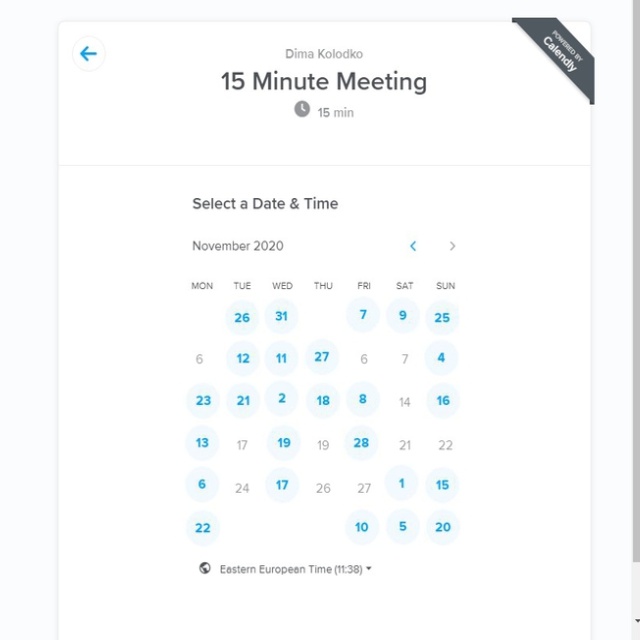 Dima Kolodko
POWERED BY
Calendly
15 Minute Meeting
15 min
Select a Date & Time
November 2020
MON TUE WED THU FRI SAT SUN
26 31 7 9 25
6 12 11 27 6 7 4
23 21 2 18 8 14 16
13 17 19 19 28 21 22
6 24 17 26 27 1 15
22 10 5 20
Eastern European Time (11:38)